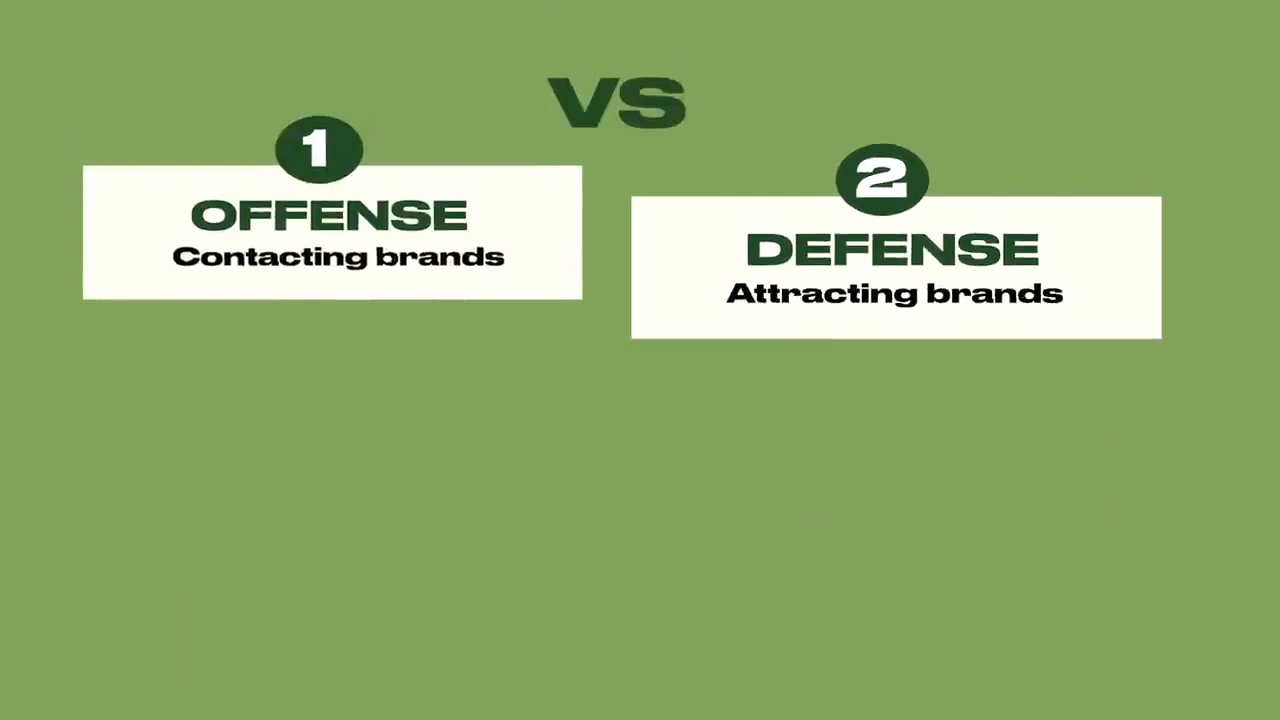 VS
1
OFFENSE
Contacting brands
2
DEFENSE
Attracting brands